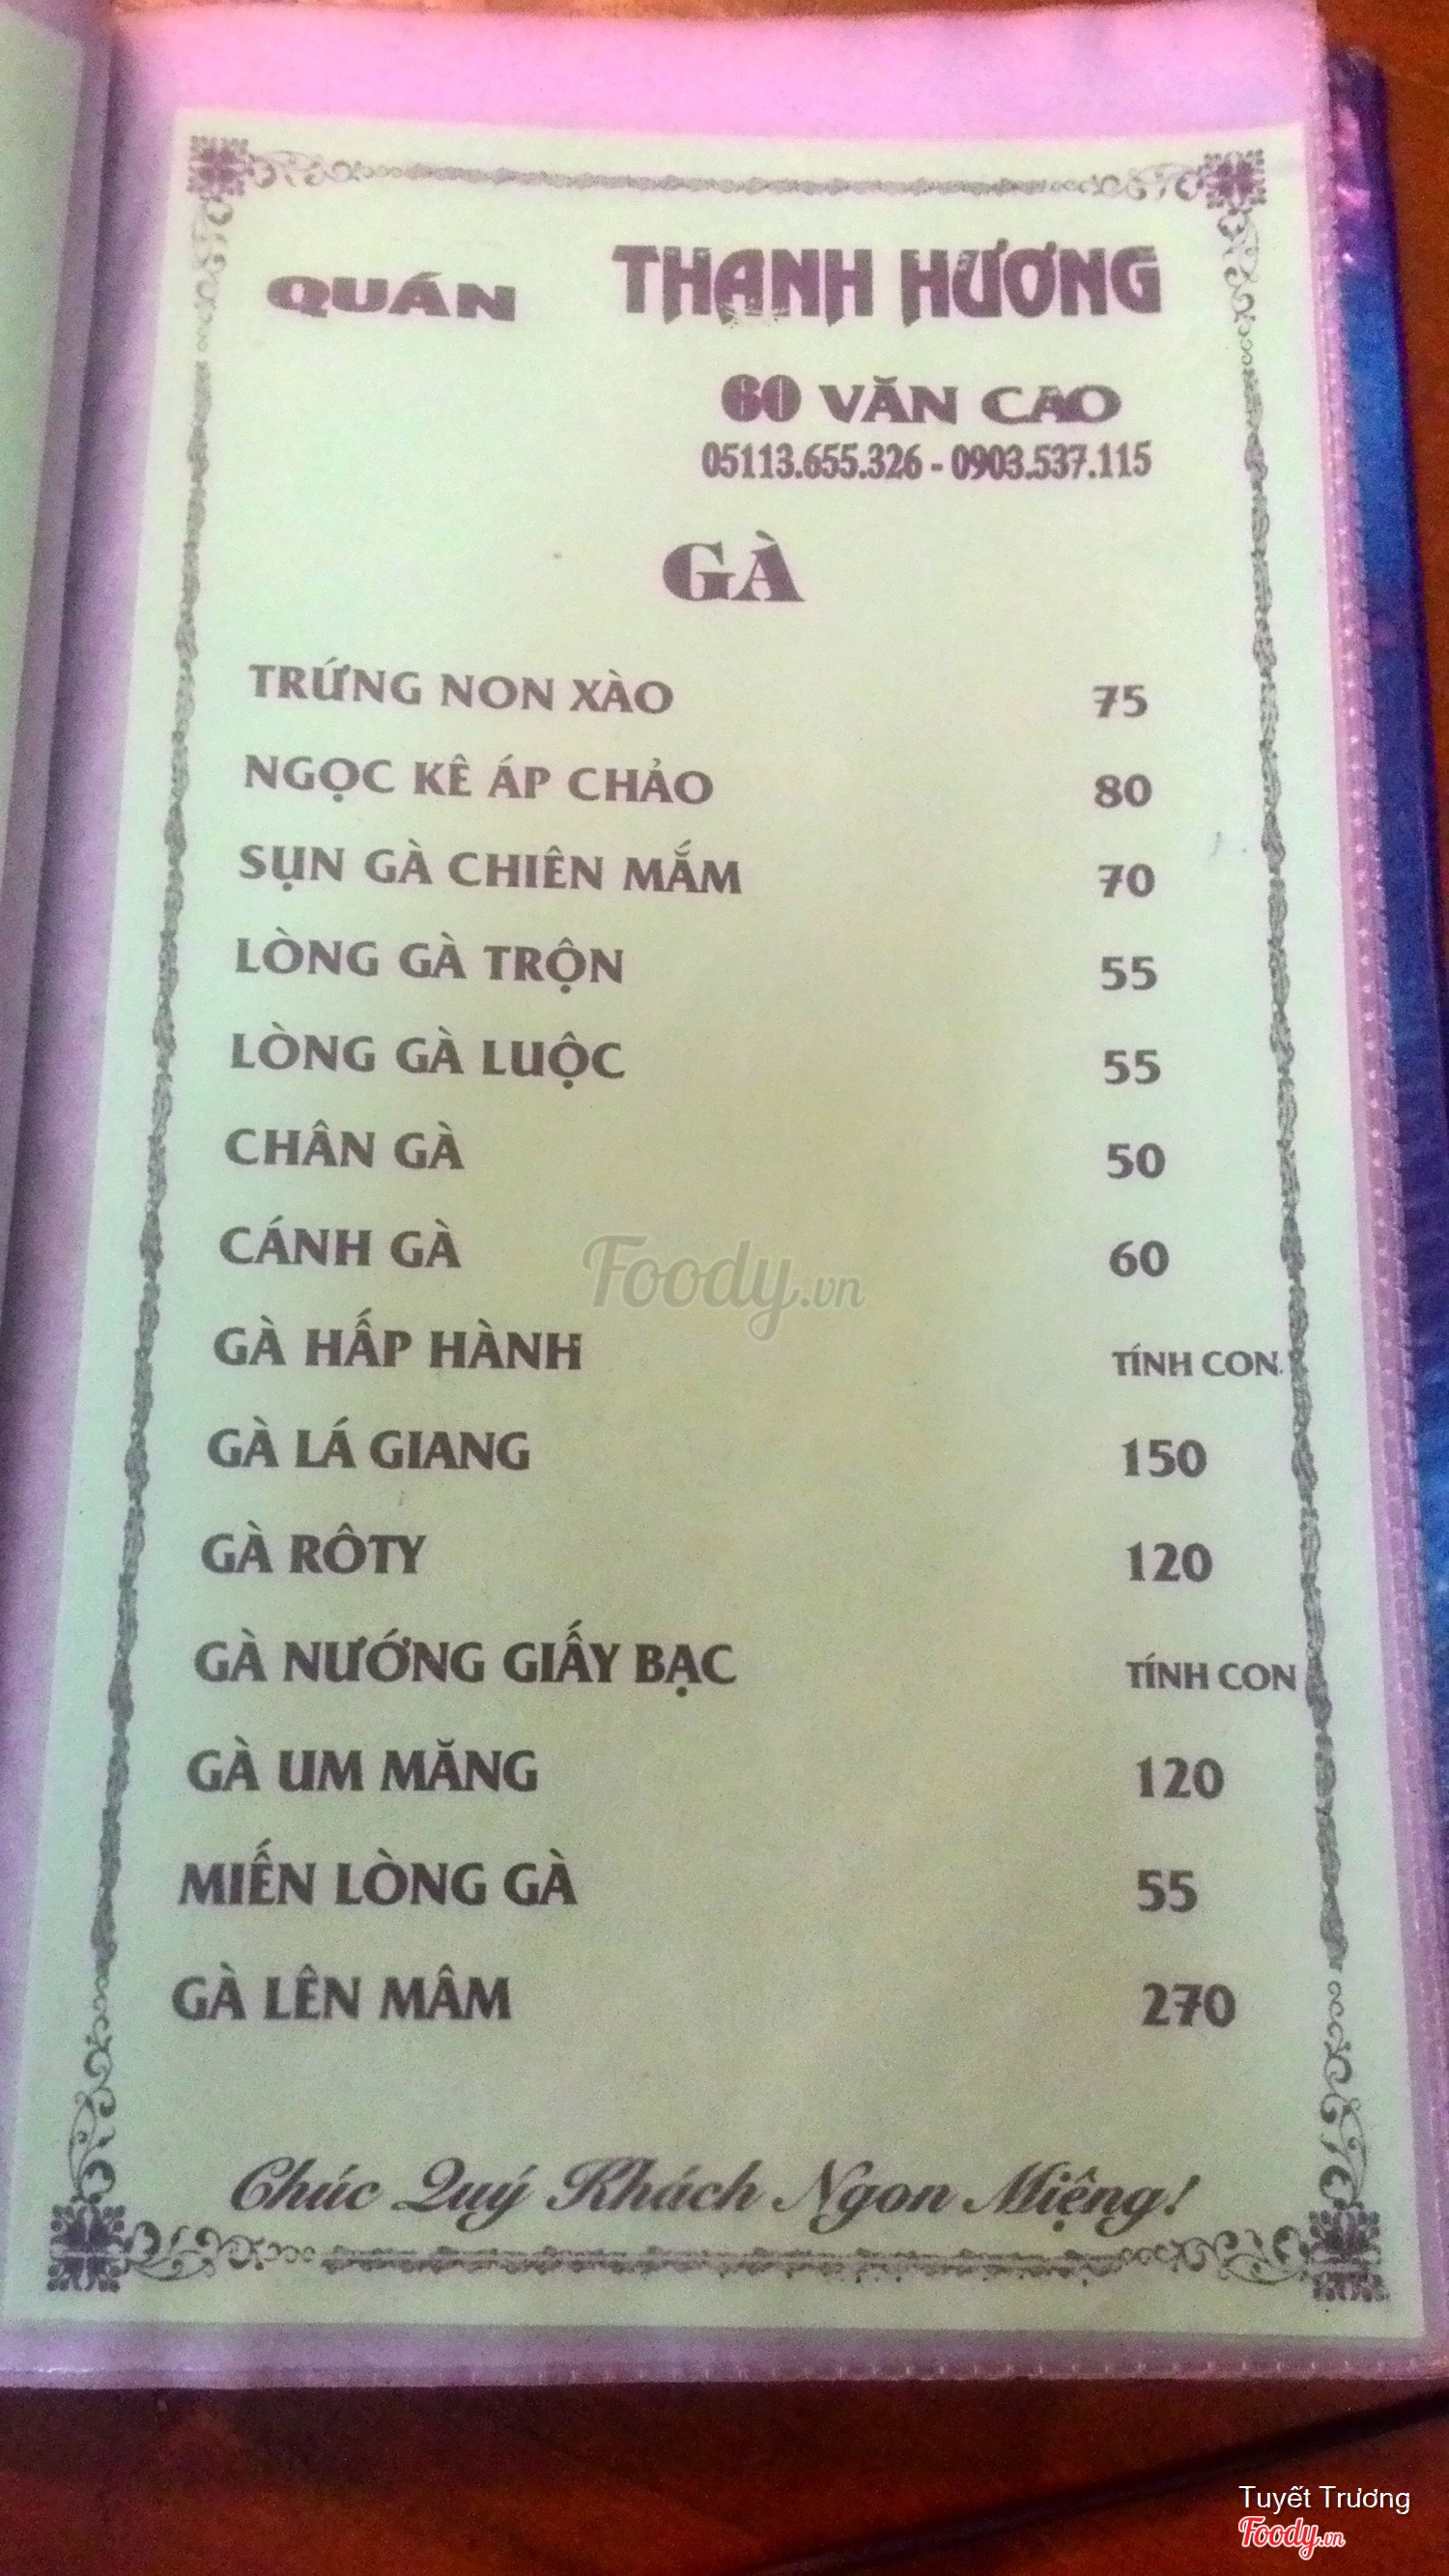 QUÁN THANH HƯƠNG
60 VĂN CAO
05113.655.326 - 0903.537.115
GÀ
TRỨNG NON XÀO 75
NGỌC KÊ ÁP CHẢO 80
SỤN GÀ CHIÊN MẮM 70
LÒNG GÀ TRỘN 55
LÒNG GÀ LUỘC 55
CHÂN GÀ 50
CÁNH GÀ 60
Foody.vn
GÀ HẤP HÀNH TÍNH CON
GÀ LÁ GIANG 150
GÀ RÔTY 120
GÀ NƯỚNG GIẤY BẠC TÍNH CON
GÀ UM MĂNG 120
MIẾN LÒNG GÀ 55
GÀ LÊN MÂM 270
Chúc Quý Khách Ngon Miệng!
Tuyết Trương
Foody.vn